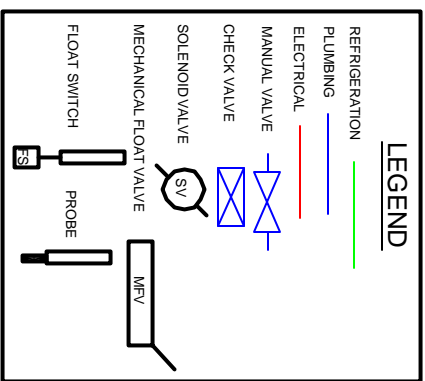 LEGEND
REFRIGERATION
PLUMBING
ELECTRICAL
MANUAL VALVE
CHECK VALVE
SOLENOID VALVE
SV
MECHANICAL FLOAT VALVE
MFV
FLOAT SWITCH
FS
PROBE